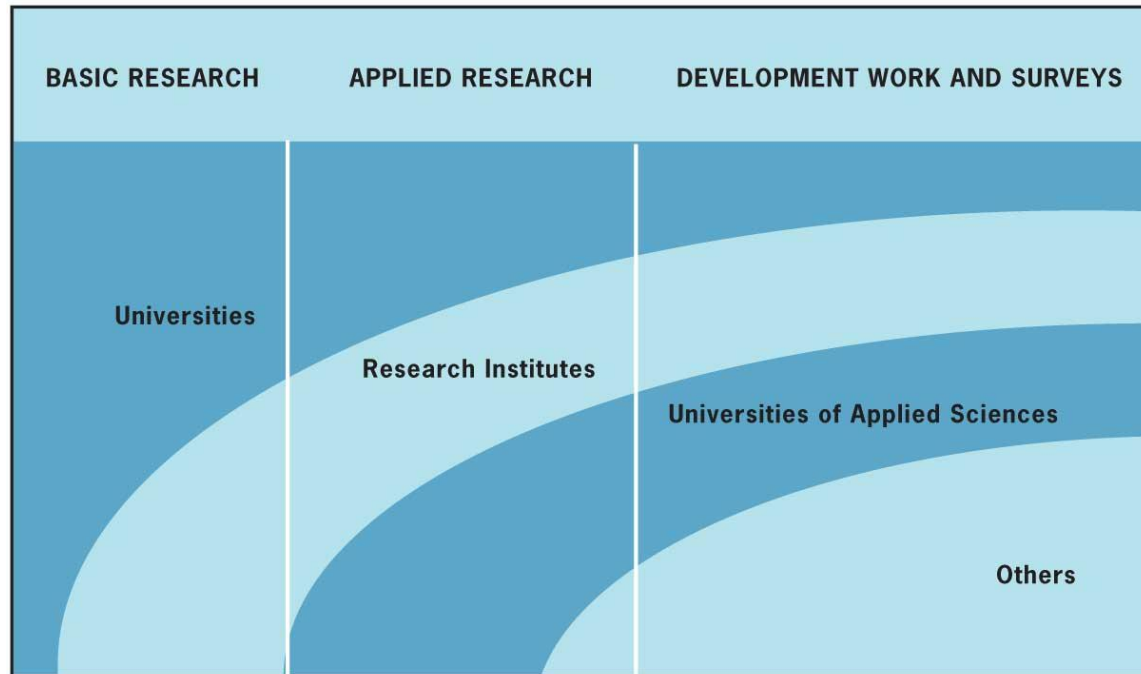 BASIC RESEARCH
APPLIED RESEARCH
DEVELOPMENT WORK AND SURVEYS
Universities
Research Institutes
Universities of Applied Sciences
Others